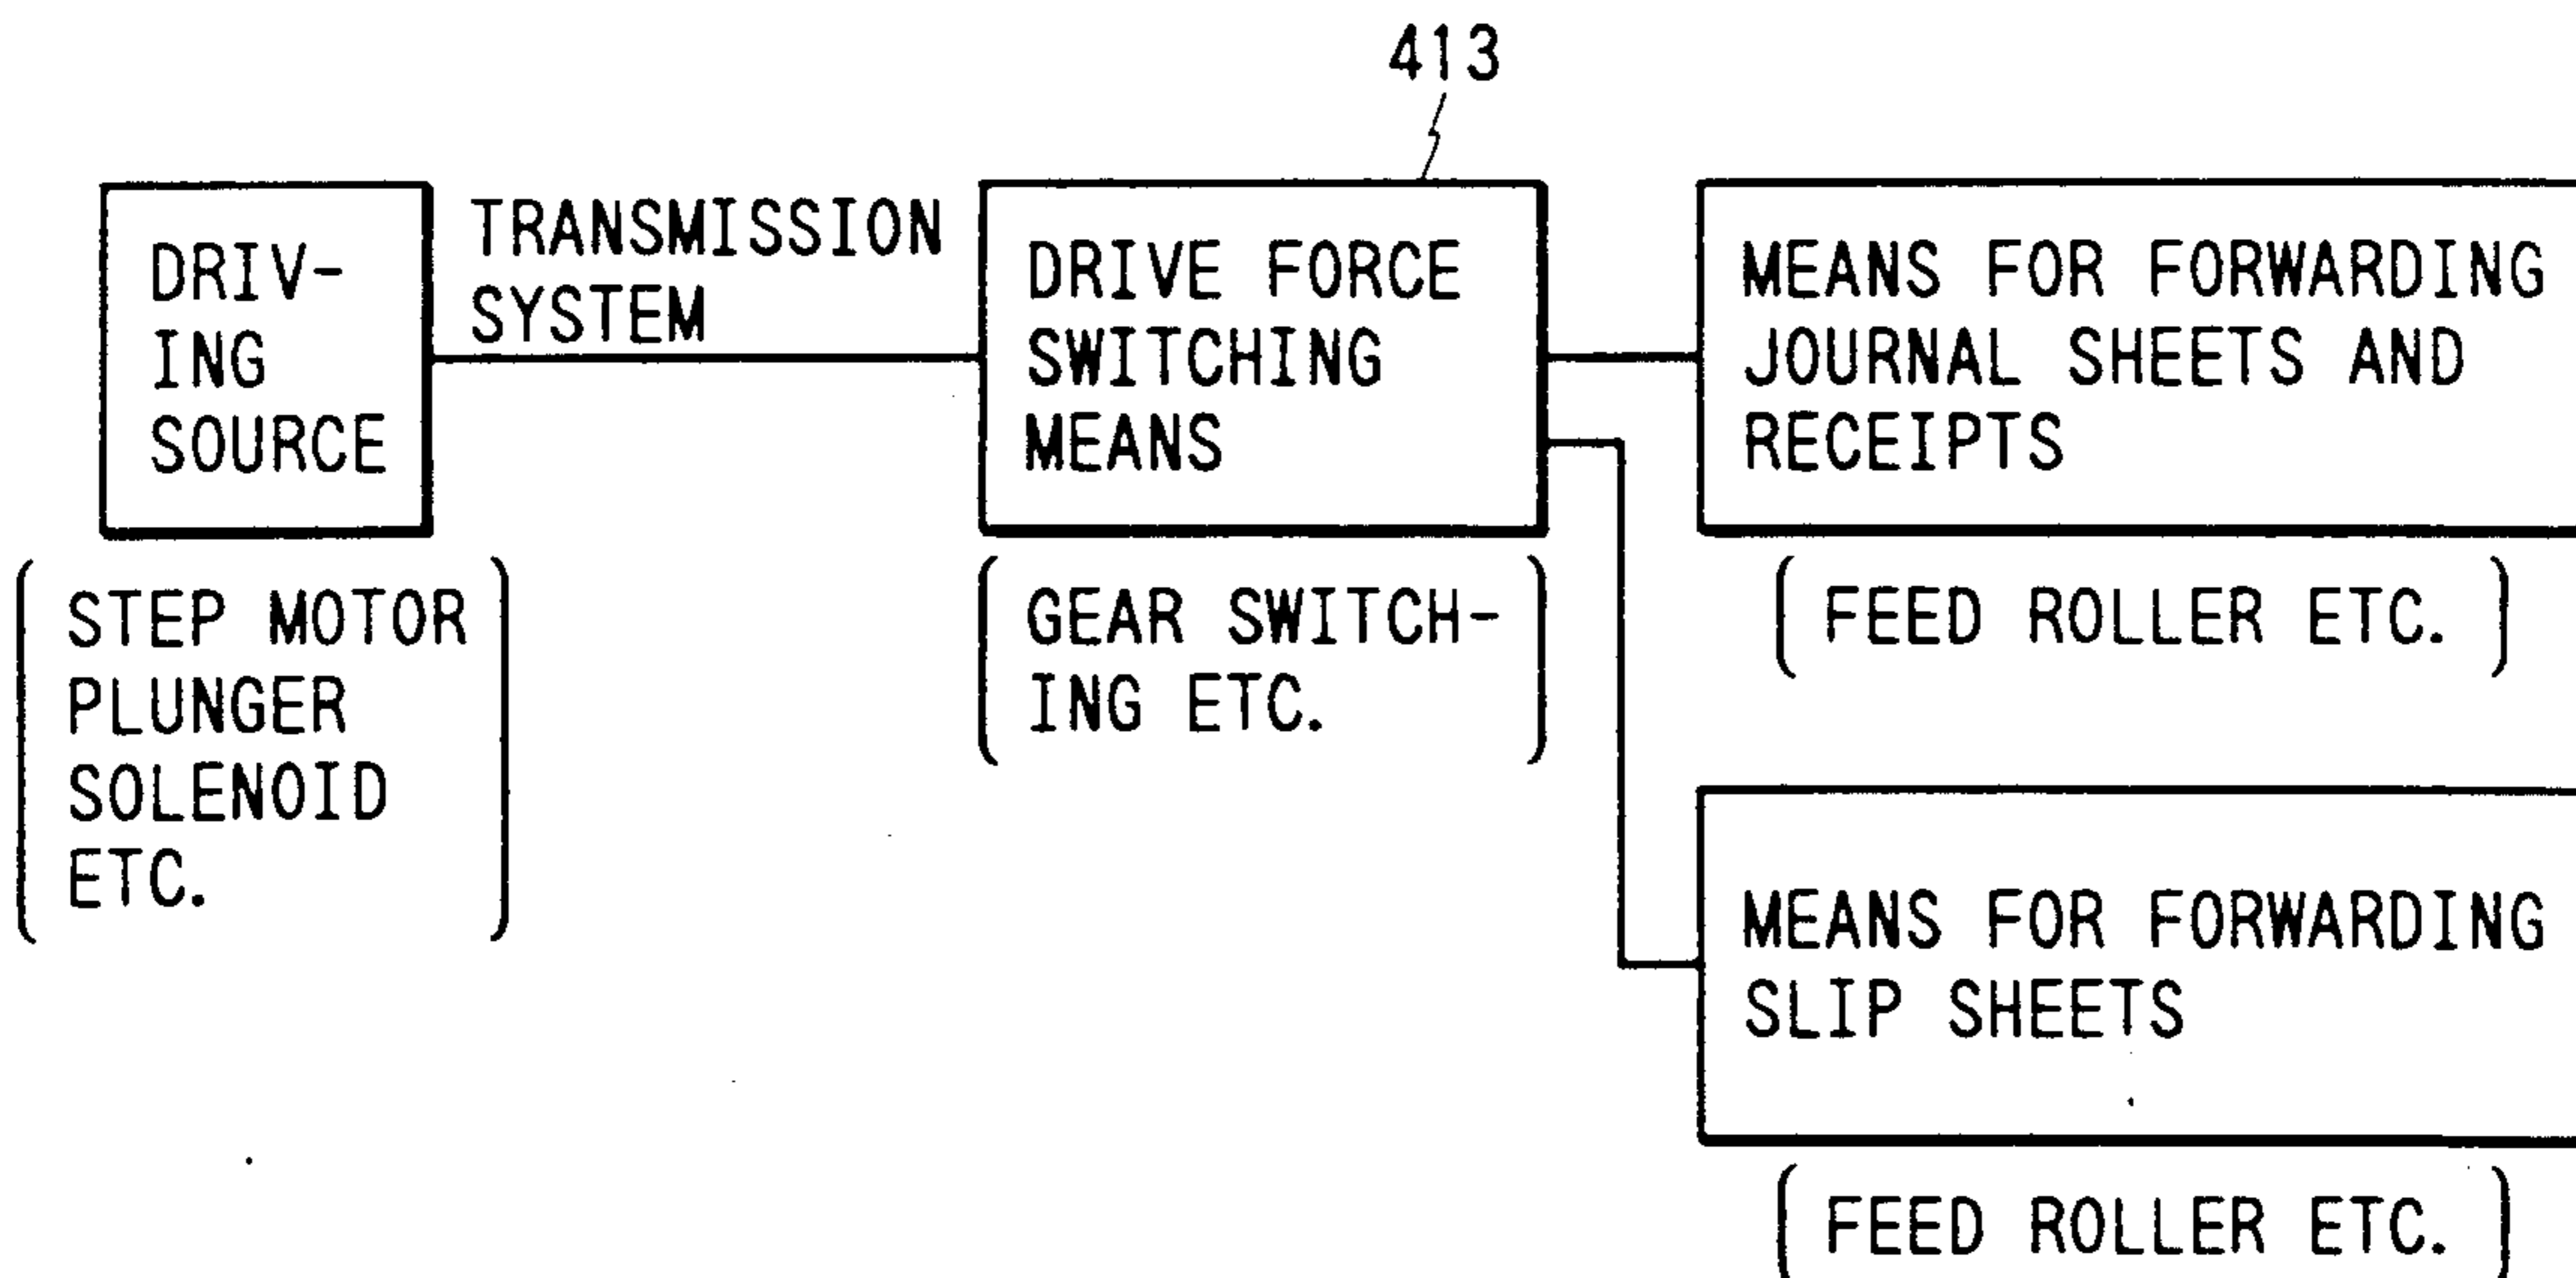 413
DRIV-
ING
SOURCE
TRANSMISSION
SYSTEM
DRIVE FORCE
SWITCHING
MEANS
MEANS FOR FORWARDING
JOURNAL SHEETS AND
RECEIPTS
STEP MOTOR
PLUNGER
SOLENOID
ETC.
GEAR SWITCH-
ING ETC.
FEED ROLLER ETC.
MEANS FOR FORWARDING
SLIP SHEETS
FEED ROLLER ETC.